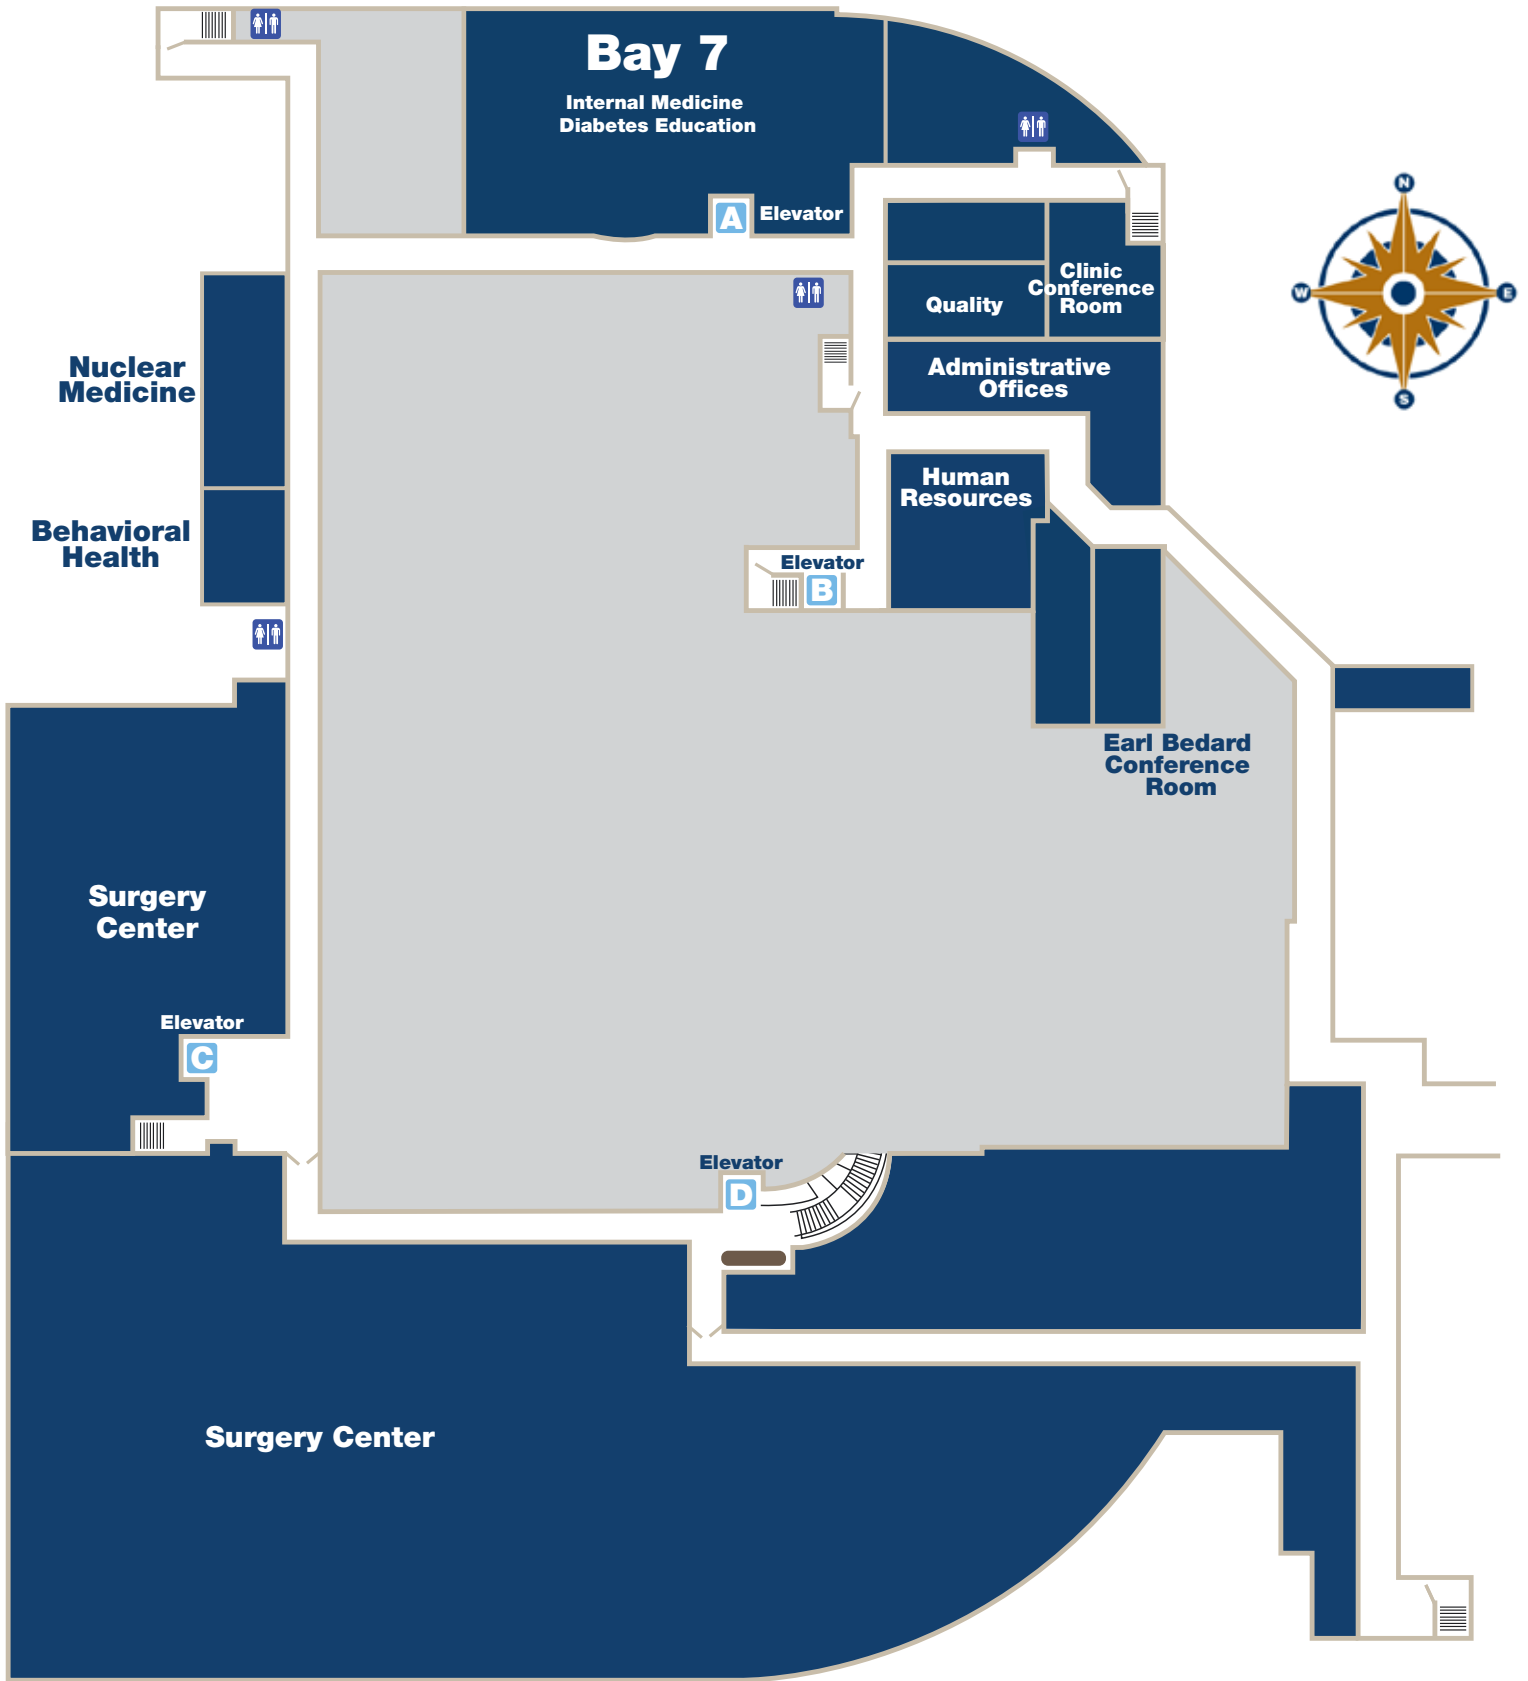 Bay 7
Internal Medicine
Diabetes Education
A Elevator
N
W
E
S
Clinic
Conference
Room
Quality
Administrative
Offices
Nuclear
Medicine
Human
Resources
Behavioral
Health
Elevator
B
Earl Bedard
Conference
Room
Surgery
Center
Elevator
C
Elevator
D
Surgery Center